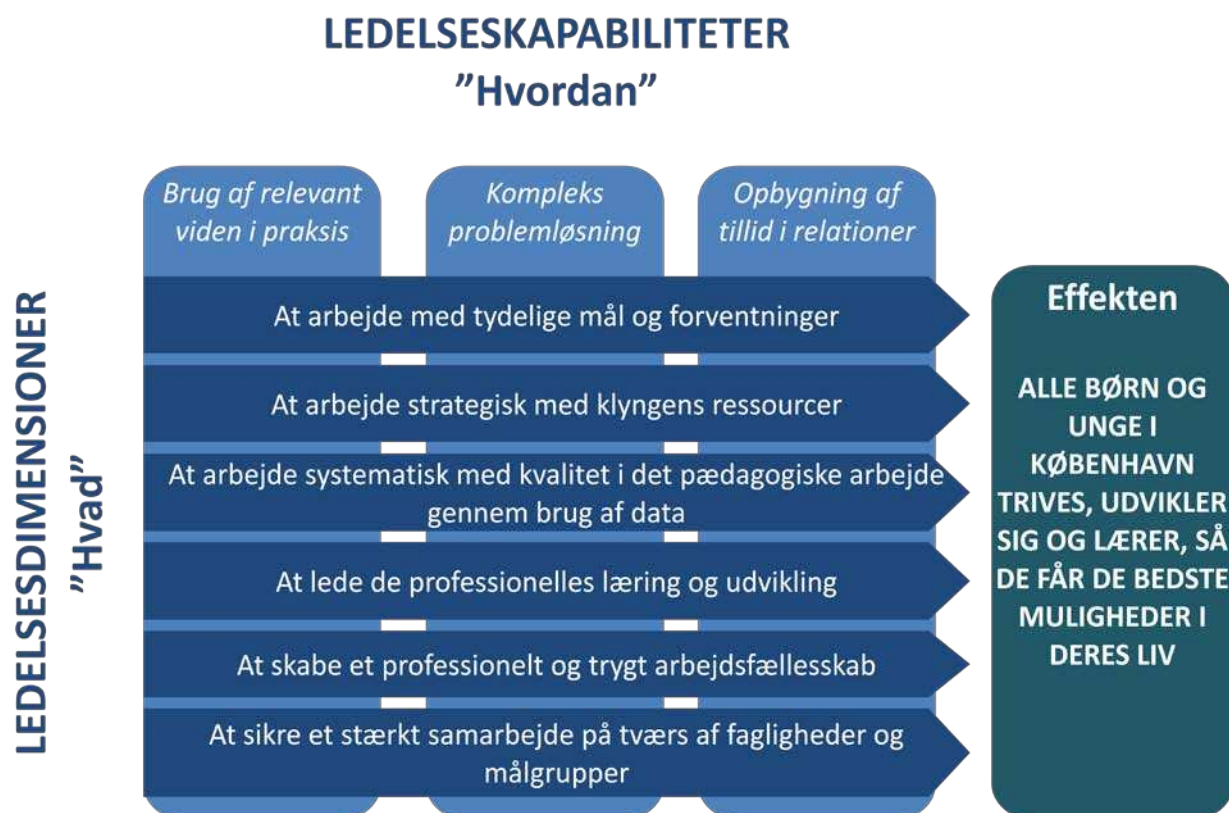 LEDELSESKAPABILITETER
”Hvordan”
Brug af relevant
viden i praksis
Kompleks
problemløsning
Opbygning af
tillid i relationer
LEDELSESDIMENSIONER
”Hvad”
At arbejde med tydelige mål og forventninger
At arbejde strategisk med klyngens ressourcer
At arbejde systematisk med kvalitet i det pædagogiske arbejde
gennem brug af data
At lede de professionelles læring og udvikling
At skabe et professionelt og trygt arbejdsfællesskab
At sikre et stærkt samarbejde på tværs af fagligheder og
målgrupper
Effekten
ALLE BØRN OG
UNGE I
KØBENHAVN
TRIVES, UDVIKLER
SIG OG LÆRER, SÅ
DE FÅR DE BEDSTE
MULIGHEDER I
DERES LIV